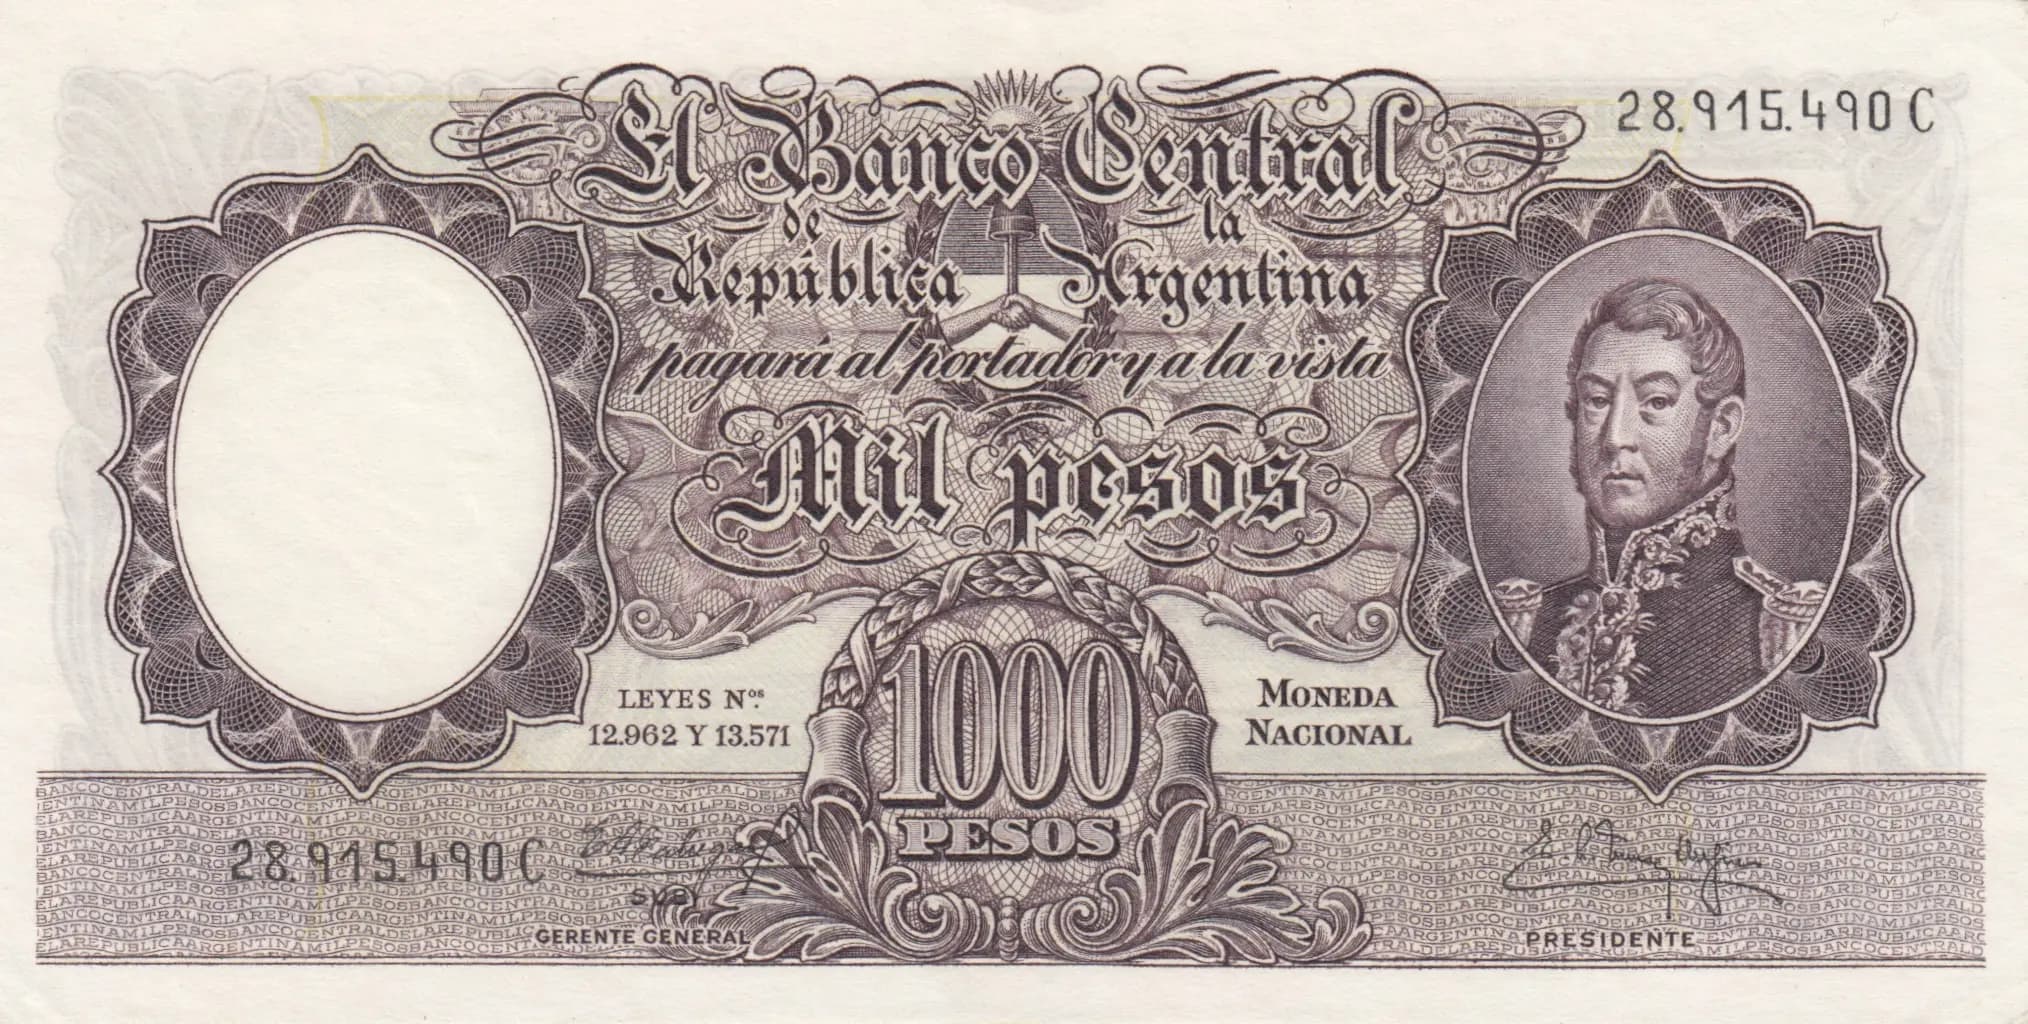 28.915.490 C
El Banco Central
de la
República Argentina
pagará al portador y a la vista
Mil pesos
LEYES Nos.
12.962 Y 13.571
1000
PESOS
MONEDA
NACIONAL
28.915.490 C
GERENTE GENERAL
PRESIDENTE